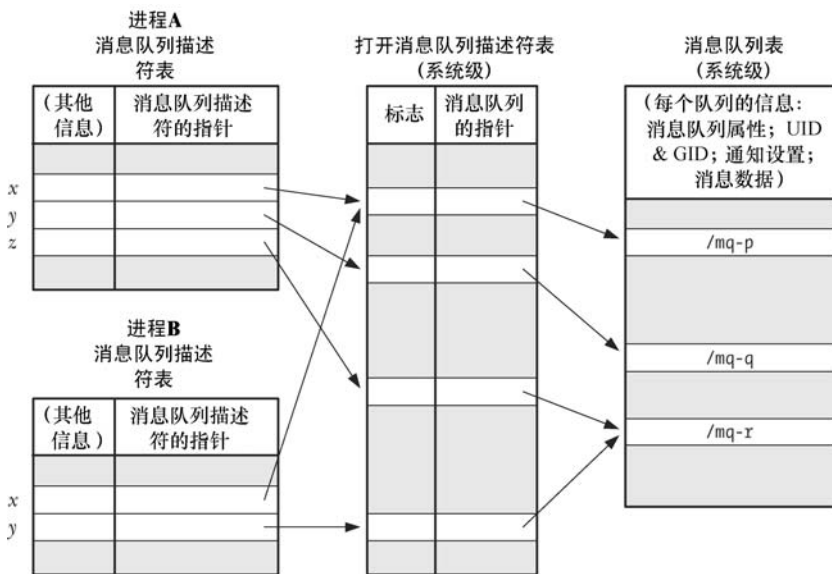 进程A
消息队列描述
符表
(其他
信息)
消息队列描述
符的指针
x
y
z
进程B
消息队列描述
符表
(其他
信息)
消息队列描述
符的指针
x
y
打开消息队列描述符表
(系统级)
标志
消息队列
的指针
消息队列表
(系统级)
(每个队列的信息:
消息队列属性; UID
& GID; 通知设置;
消息数据)
/mq-p
/mq-q
/mq-r